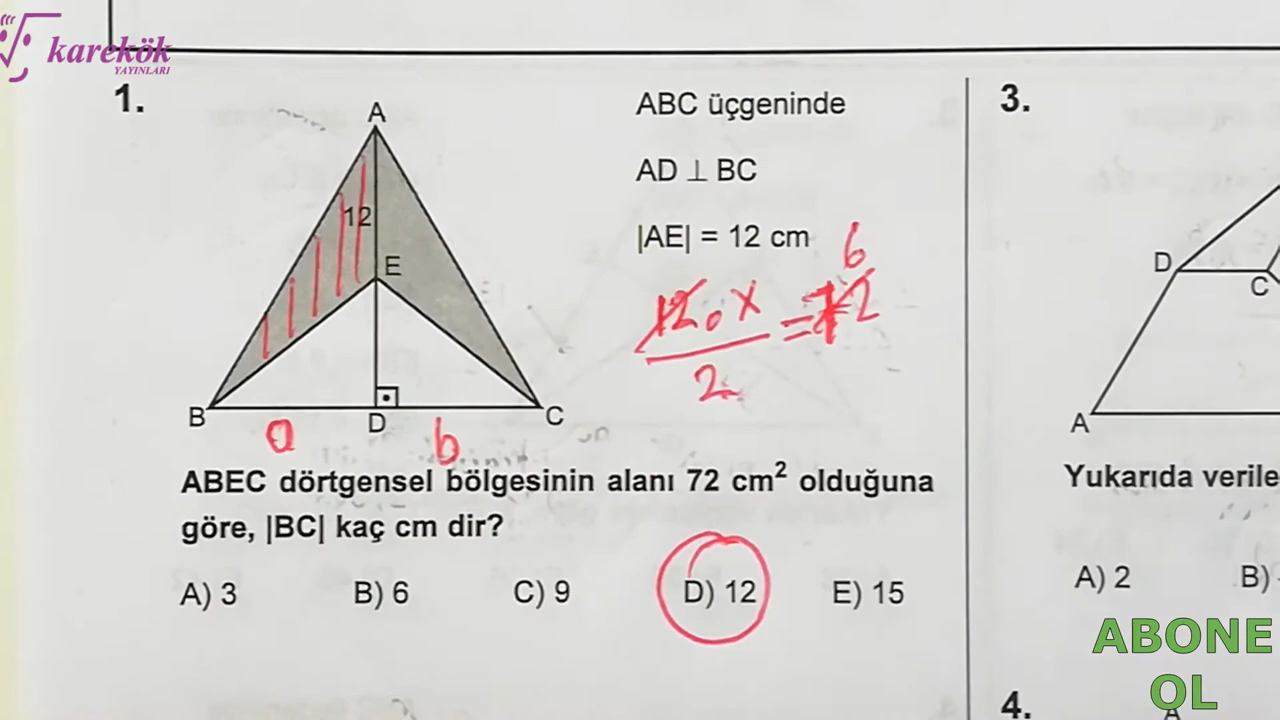 karekök
YAYINLARI
1.
A
12
E
B
D
C
a
b
ABC üçgeninde
AD ⊥ BC
|AE| = 12 cm
12.x/2 = 72
6
ABEC dörtgensel bölgesinin alanı 72 cm² olduğuna
göre, |BC| kaç cm dir?
A) 3 B) 6 C) 9 D) 12 E) 15
3.
D
C
A
Yukarıda verile
A) 2 B)
4.
A
ABONE
OL